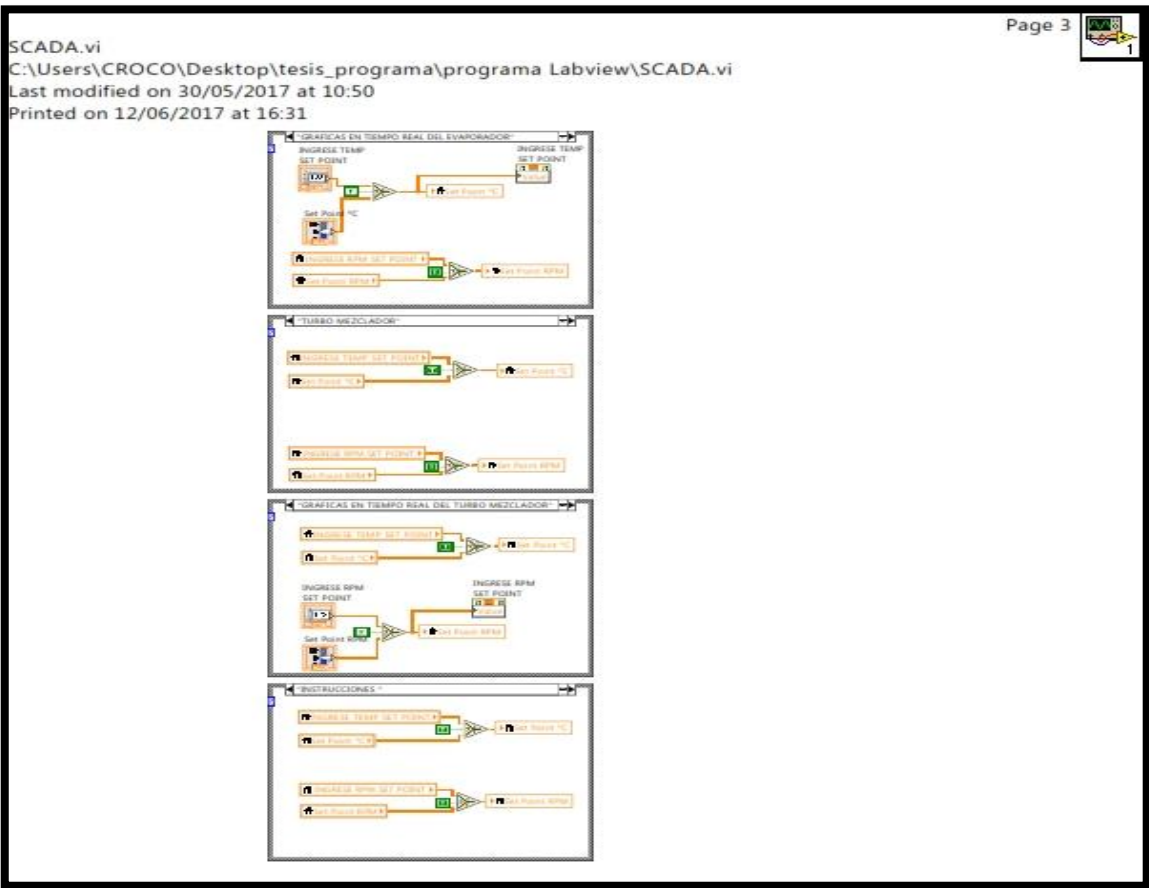 Page 3
1
SCADA.vi
C:\Users\CROCO\Desktop\tesis_programa\programa Labview\SCADA.vi
Last modified on 30/05/2017 at 10:50
Printed on 12/06/2017 at 16:31
"GRAFICAS EN TIEMPO REAL DEL EVAPORADOR"
INGRESE TEMP
SET POINT
INGRESE TEMP
SET POINT
Value
Set Point °C
Set Point °C
INGRESE RPM SET POINT
Set Point RPM
Set Point RPM
"TURBO MEZCLADOR"
INGRESE TEMP SET POINT
Set Point °C
Set Point °C
INGRESE RPM SET POINT
Set Point RPM
Set Point RPM
"GRAFICAS EN TIEMPO REAL DEL TURBO MEZCLADOR"
INGRESE TEMP SET POINT
Set Point °C
Set Point °C
INGRESE RPM
SET POINT
INGRESE RPM
SET POINT
Value
Set Point RPM
Set Point RPM
"INSTRUCCIONES "
INGRESE TEMP SET POINT
Set Point °C
Set Point °C
INGRESE RPM SET POINT
Set Point RPM
Set Point RPM